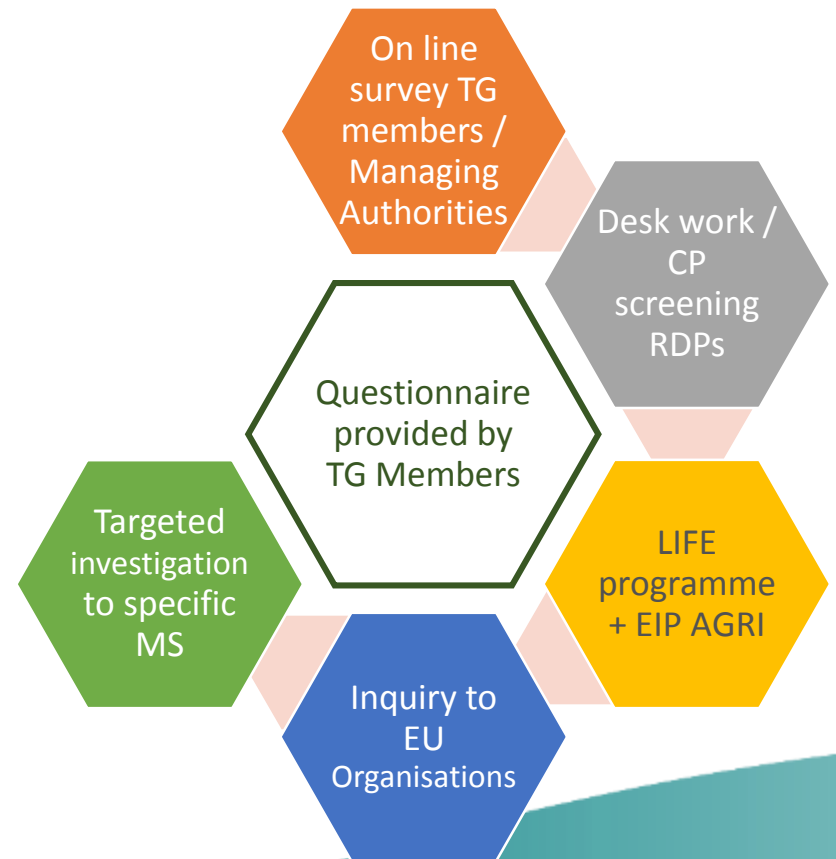 On line
survey TG
members /
Managing
Authorities
Desk work /
CP
screening
RDPs
Questionnaire
provided by
TG Members
LIFE
programme
+ EIP AGRI
Targeted
investigation
to specific
MS
Inquiry to
EU
Organisations